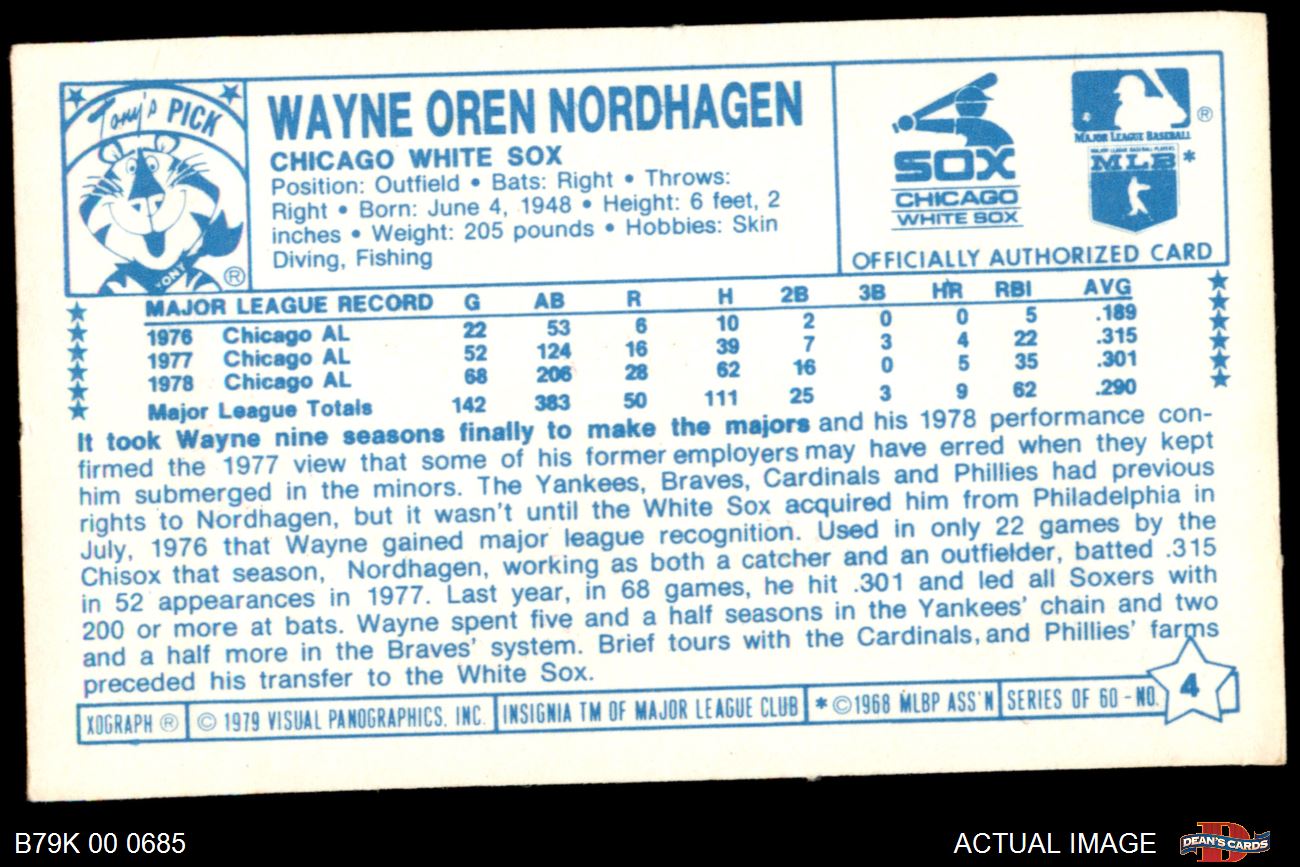 Tony's PICK
TONY
®
WAYNE OREN NORDHAGEN
CHICAGO WHITE SOX
Position: Outfield • Bats: Right • Throws:
Right • Born: June 4, 1948 • Height: 6 feet, 2
inches • Weight: 205 pounds • Hobbies: Skin
Diving, Fishing
SOX
CHICAGO
WHITE SOX
®
MAJOR LEAGUE BASEBALL
MAJOR LEAGUE BASEBALL PLAYERS
MLB *
OFFICIALLY AUTHORIZED CARD
MAJOR LEAGUE RECORD G AB R H 2B 3B HR RBI AVG
1976 Chicago AL 22 53 6 10 2 0 0 5 .189
1977 Chicago AL 52 124 16 39 7 3 4 22 .315
1978 Chicago AL 68 206 28 62 16 0 5 35 .301
Major League Totals 142 383 50 111 25 3 9 62 .290
It took Wayne nine seasons finally to make the majors and his 1978 performance con-
firmed the 1977 view that some of his former employers may have erred when they kept
him submerged in the minors. The Yankees, Braves, Cardinals and Phillies had previous
rights to Nordhagen, but it wasn't until the White Sox acquired him from Philadelphia in
July, 1976 that Wayne gained major league recognition. Used in only 22 games by the
Chisox that season, Nordhagen, working as both a catcher and an outfielder, batted .315
in 52 appearances in 1977. Last year, in 68 games, he hit .301 and led all Soxers with
200 or more at bats. Wayne spent five and a half seasons in the Yankees' chain and two
and a half more in the Braves' system. Brief tours with the Cardinals, and Phillies' farms
preceded his transfer to the White Sox.
XOGRAPH ® © 1979 VISUAL PANOGRAPHICS, INC. INSIGNIA TM OF MAJOR LEAGUE CLUB * ©1968 MLBP ASS'N SERIES OF 60 - NO. 4
B79K 00 0685
ACTUAL IMAGE
D
DEAN'S CARDS